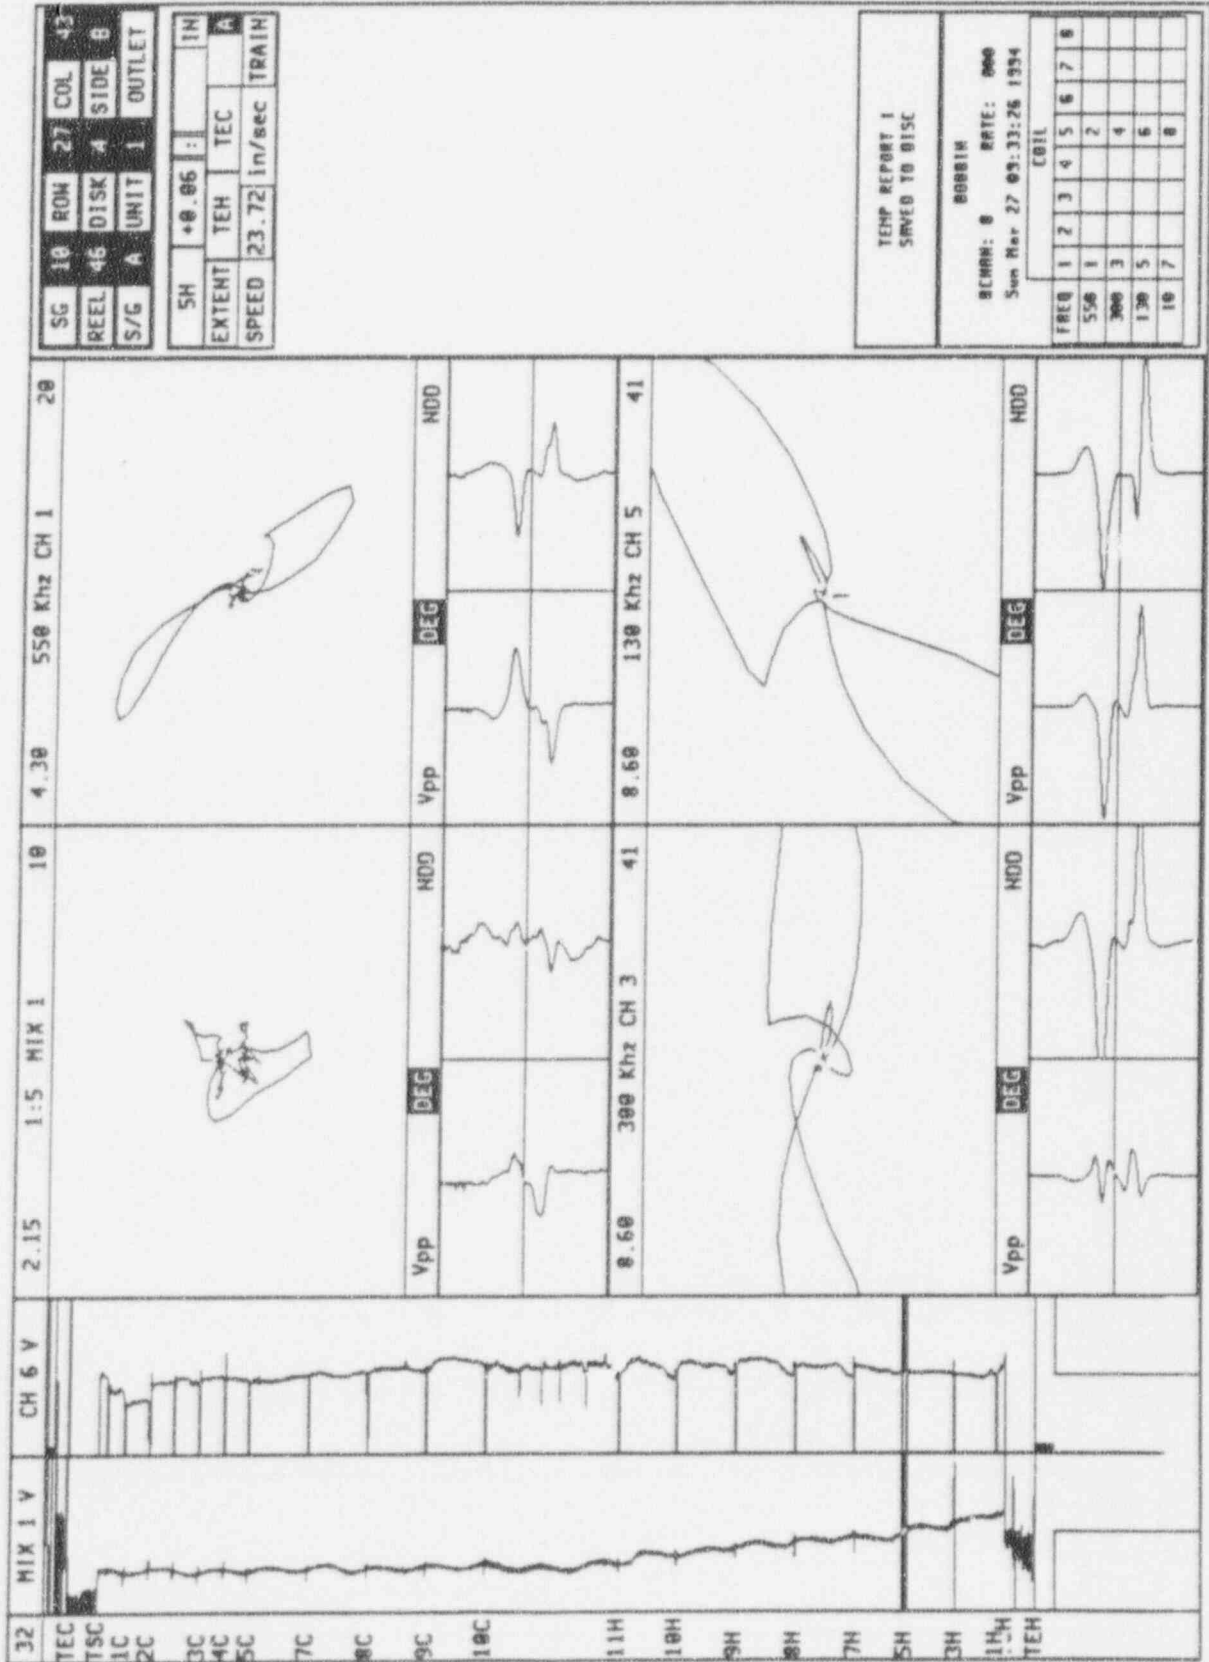 32 MIX 1 V CH 6 V
TEC
TSC
1C
2C
3C
4C
5C
7C
8C
9C
10C
11H
10H
9H
8H
7H
5H
3H
1H
TEH
2.15 1:5 MIX 1 10
Vpp DEG NDD
4.30 550 Khz CH 1 20
Vpp DEG NDD
8.60 300 Khz CH 3 41
Vpp DEG NDD
8.60 130 Khz CH 5 41
Vpp DEG NDD
SG 10 ROW 27 COL 43
REEL 46 DISK 4 SIDE B
S/G A UNIT 1 OUTLET
5H +0.06 : IN
EXTENT TEH TEC A
SPEED 23.72 in/sec TRAIN
TEMP REPORT 1
SAVED TO DISC
BOBBIN
RATE: 000
Sun Mar 27 03:33:26 1994
COIL
FREQ 1 2 3 4 5 6 7 8
550 1 2
300 3 4
130 5 6
10 7 8